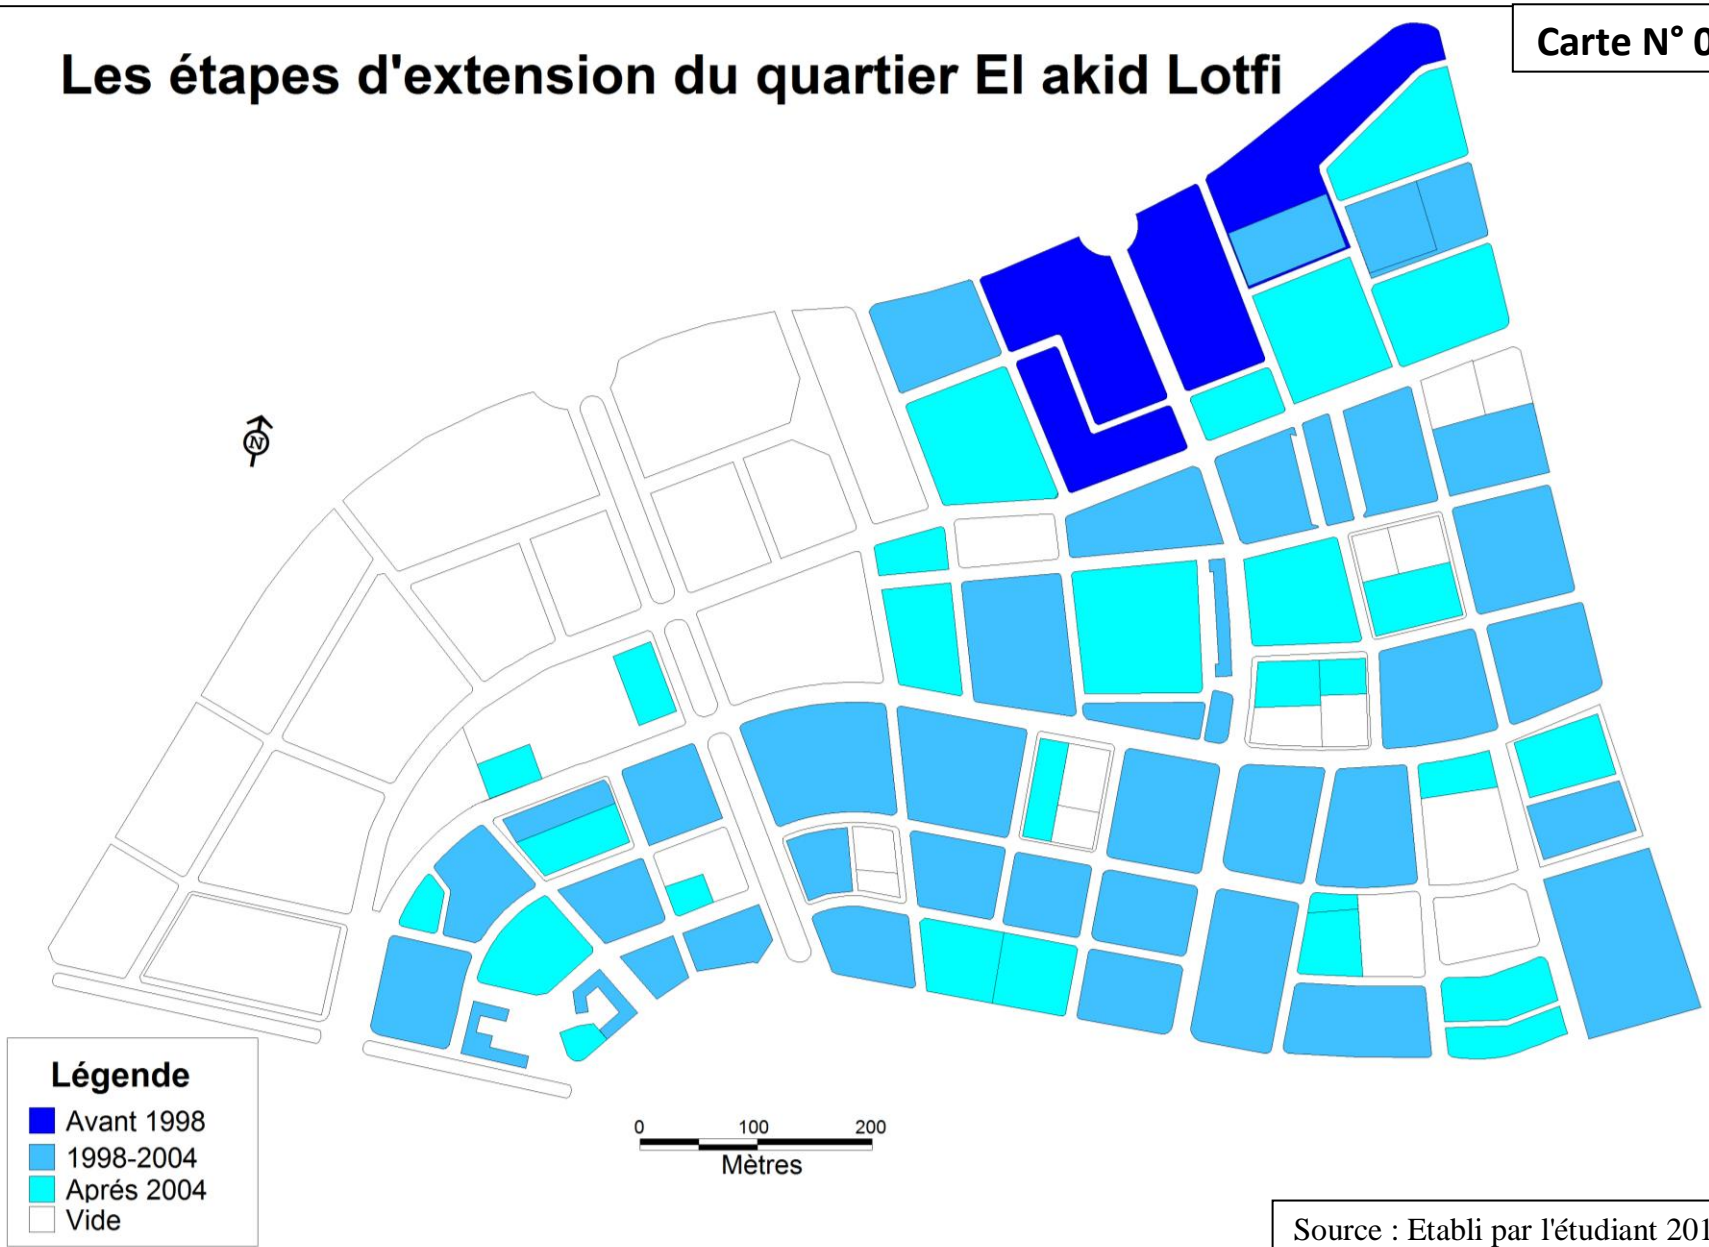 Carte N° 0
Les étapes d'extension du quartier El akid Lotfi
N
Légende
Avant 1998
1998-2004
Aprés 2004
Vide
0 100 200
Mètres
Source : Etabli par l'étudiant 201